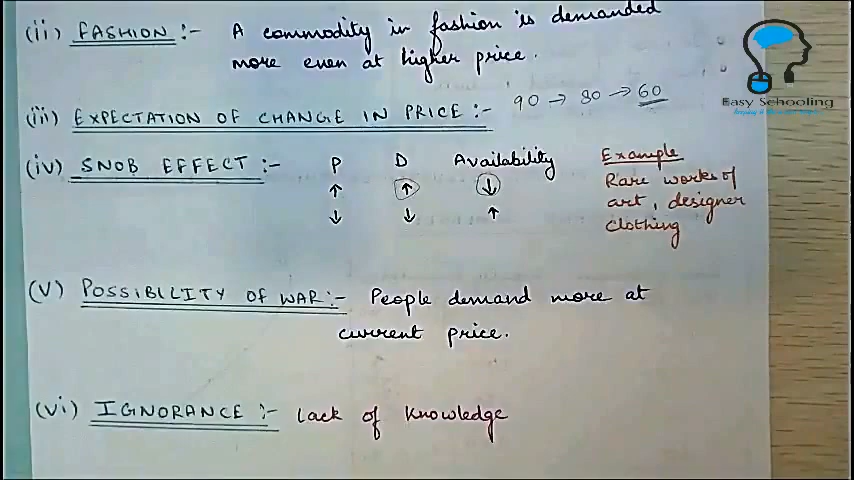 (ii) FASHION :- A commodity in fashion is demanded
more even at higher price.
(iii) EXPECTATION OF CHANGE IN PRICE :- 90 → 80 → 60
(iv) SNOB EFFECT :- P D Availability Example
↑ ↑ ↓ Rare works of
↓ ↓ ↑ art, designer
clothing
(v) POSSIBILITY OF WAR :- People demand more at
current price.
(vi) IGNORANCE :- Lack of Knowledge
Easy Schooling